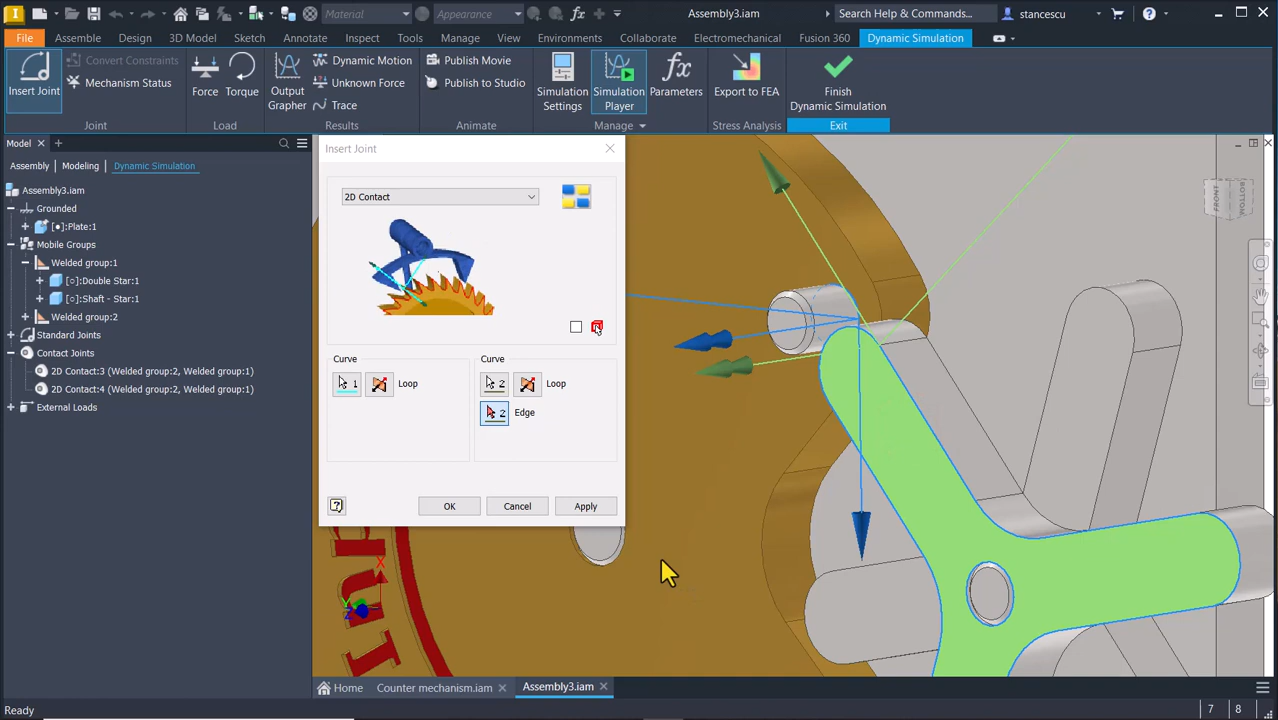 Material
Appearance
Assembly3.iam
Search Help & Commands...
stancescu
File
Assemble
Design
3D Model
Sketch
Annotate
Inspect
Tools
Manage
View
Environments
Collaborate
Electromechanical
Fusion 360
Dynamic Simulation
Insert Joint
Convert Constraints
Mechanism Status
Force
Torque
Output
Grapher
Dynamic Motion
Unknown Force
Trace
Publish Movie
Publish to Studio
Simulation
Settings
Simulation
Player
Parameters
Export to FEA
Finish
Dynamic Simulation
Joint
Load
Results
Animate
Manage
Stress Analysis
Exit
Model
Assembly
Modeling
Dynamic Simulation
Assembly3.iam
Grounded
Plate:1
Mobile Groups
Welded group:1
Double Star:1
Shaft - Star:1
Welded group:2
Standard Joints
Contact Joints
2D Contact:3 (Welded group:2, Welded group:1)
2D Contact:4 (Welded group:2, Welded group:1)
External Loads
Insert Joint
2D Contact
Curve
1
Loop
Curve
2
Loop
2
Edge
OK
Cancel
Apply
FRONT
BOTTOM
X
Y
Z
Home
Counter mechanism.iam
Assembly3.iam
Ready
7
8